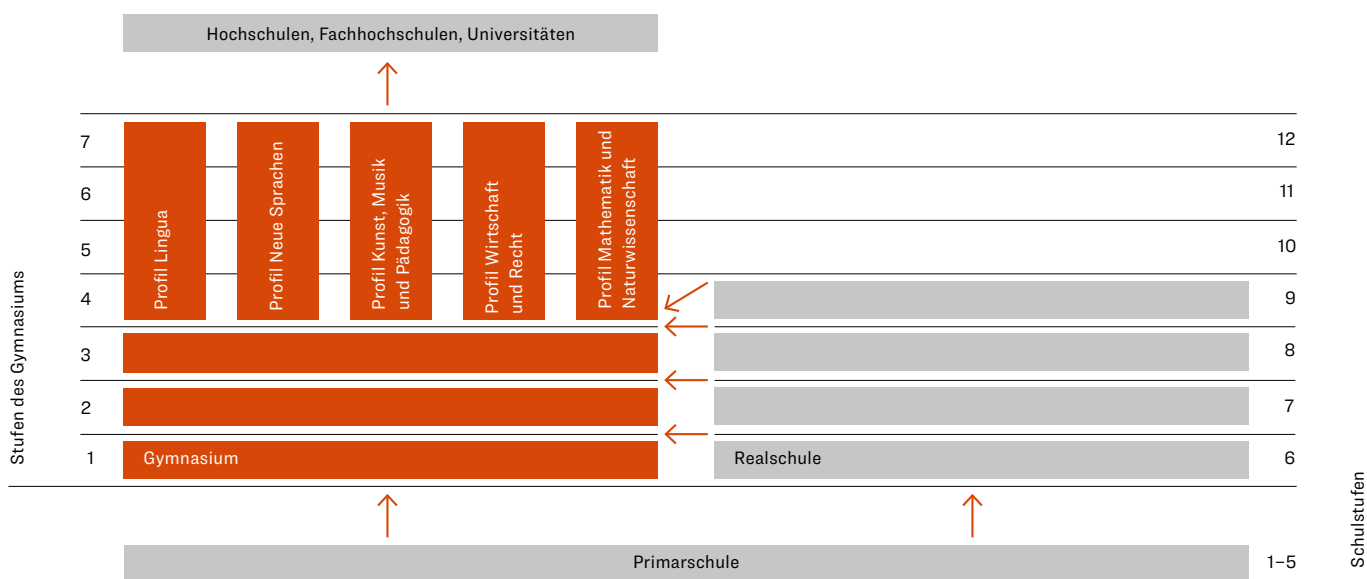 Hochschulen, Fachhochschulen, Universitäten
7
12
6
11
5
10
4
9
3
8
2
7
1
6
Profil Lingua
Profil Neue Sprachen
Profil Kunst, Musik
und Pädagogik
Profil Wirtschaft
und Recht
Profil Mathematik und
Naturwissenschaft
Gymnasium
Realschule
Primarschule
1–5
Stufen des Gymnasiums
Schulstufen